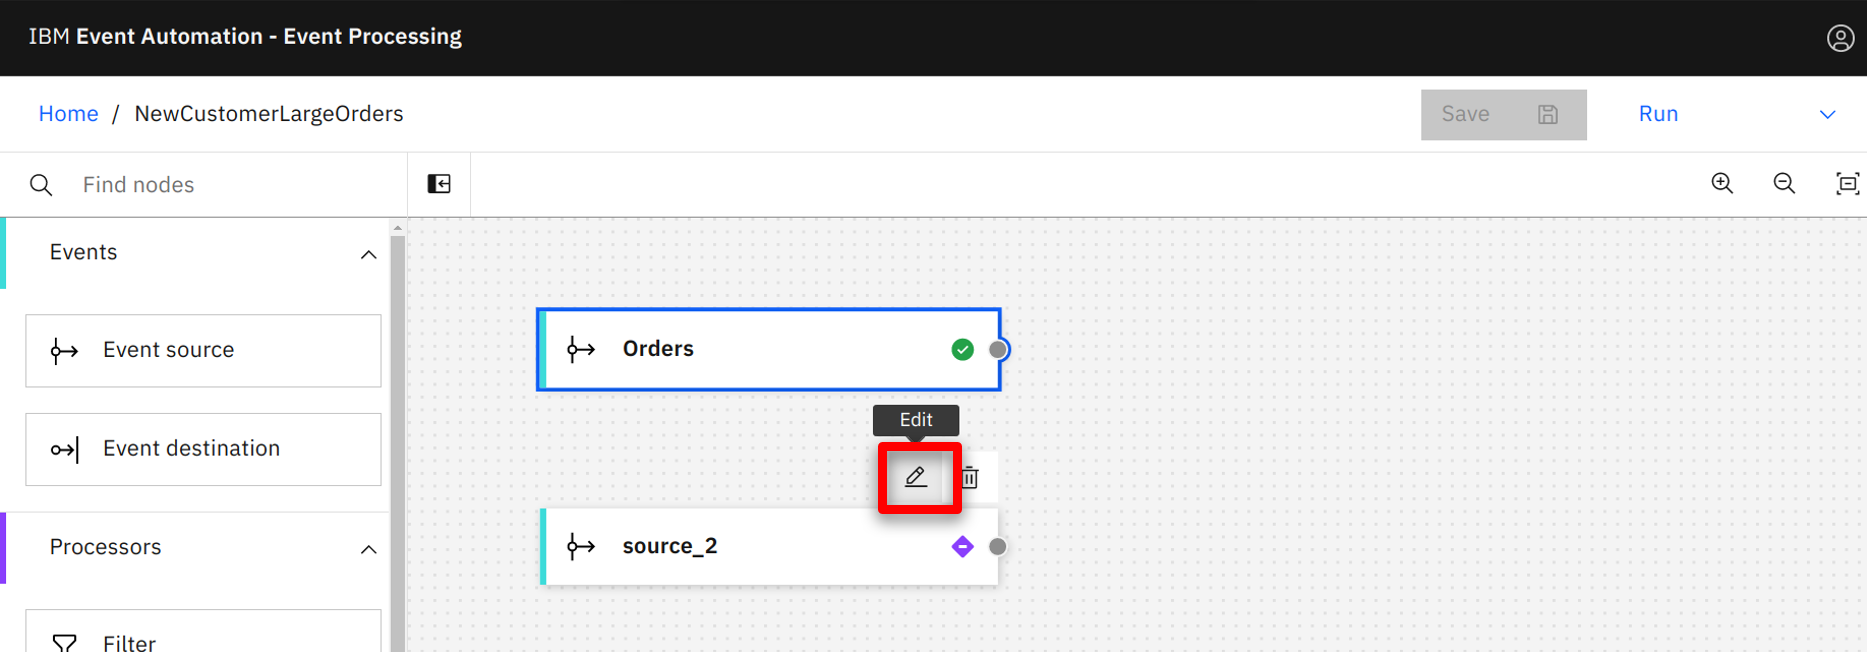 IBM Event Automation - Event Processing
Home / NewCustomerLargeOrders
Save
Run
Find nodes
Events
Event source
Event destination
Processors
Filter
Orders
Edit
source_2